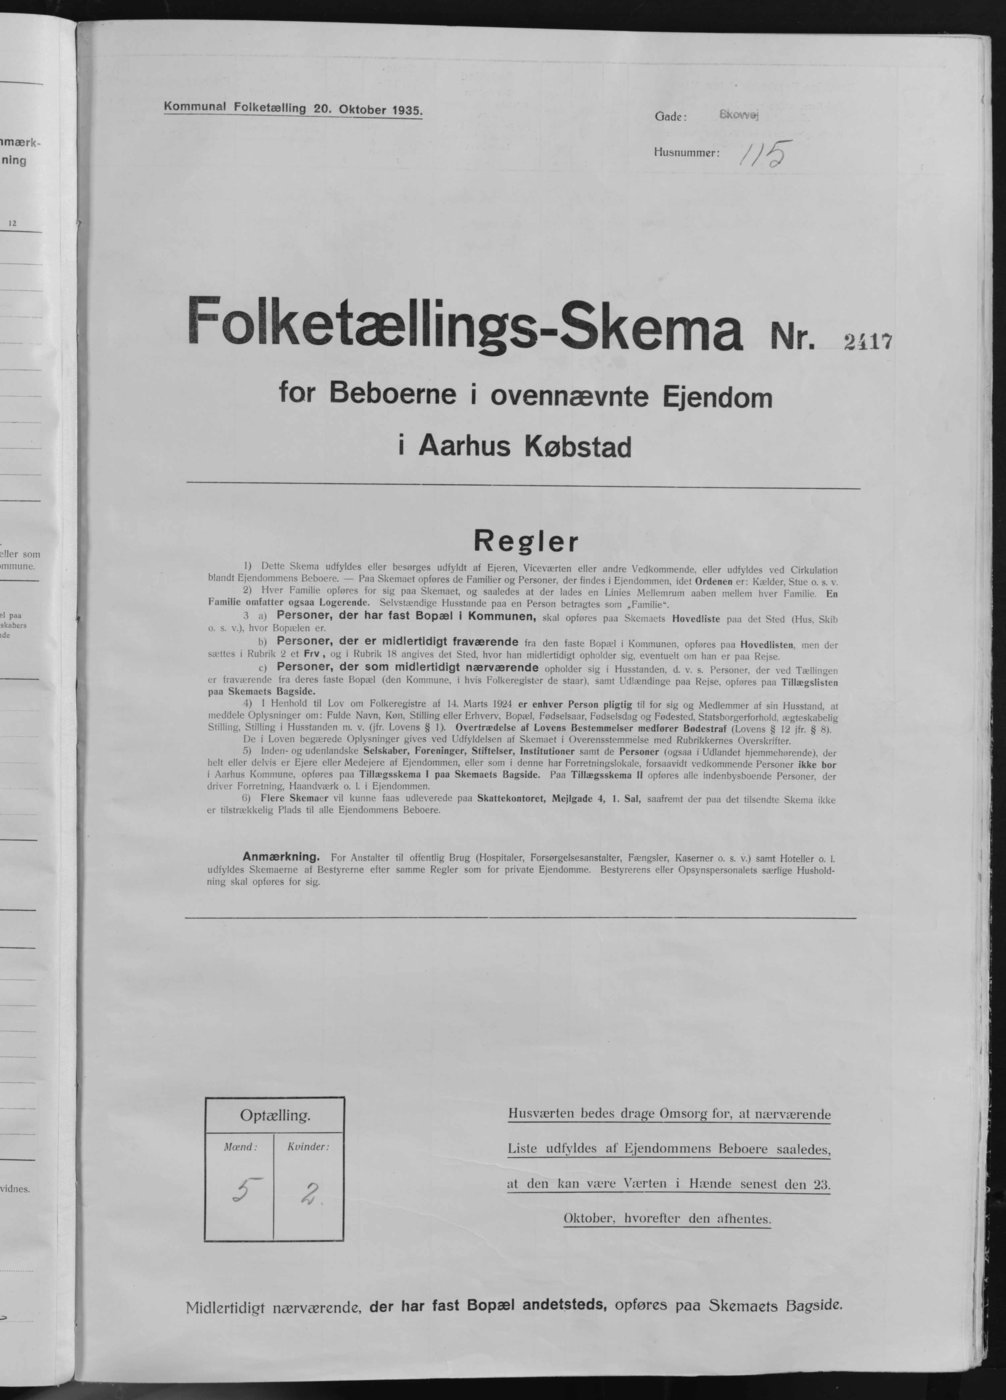 Kommunal Folketælling 20. Oktober 1935.
Gade: Skovvej
Husnummer: 115
Folketællings-Skema Nr. 2417
for Beboerne i ovennævnte Ejendom
i Aarhus Købstad
Regler
1) Dette Skema udfyldes eller besørges udfyldt af Ejeren, Viceværten eller andre Vedkommende, eller udfyldes ved Cirkulation
blandt Ejendommens Beboere. — Paa Skemaet opføres de Familier og Personer, der findes i Ejendommen, idet Ordenen er: Kælder, Stue o. s. v.
2) Hver Familie opføres for sig paa Skemaet, og saaledes at der lades en Linies Mellemrum aaben mellem hver Familie. En
Familie omfatter ogsaa Logerende. Selvstændige Husstande paa en Person betragtes som „Familie“.
3 a) Personer, der har fast Bopæl i Kommunen, skal opføres paa Skemaets Hovedliste paa det Sted (Hus, Skib
o. s. v.), hvor Bopælen er.
b) Personer, der er midlertidigt fraværende fra den faste Bopæl i Kommunen, opføres paa Hovedlisten, men der
sættes i Rubrik 2 et Frv., og i Rubrik 18 angives det Sted, hvor han midlertidigt opholder sig, eventuelt om han er paa Rejse.
c) Personer, der som midlertidigt nærværende opholder sig i Husstanden, d. v. s. Personer, der ved Tællingen
er fraværende fra deres faste Bopæl (den Kommune, i hvis Folkeregister de staar), samt Udlændinge paa Rejse, opføres paa Tillægslisten
paa Skemaets Bagside.
4) I Henhold til Lov om Folkeregistre af 14. Marts 1924 er enhver Person pligtig til for sig og Medlemmer af sin Husstand, at
meddele Oplysninger om: Fulde Navn, Køn, Stilling eller Erhverv, Bopæl, Fødselsaar, Fødselsdag og Fødested, Statsborgerforhold, ægteskabelig
Stilling, Stilling i Husstanden m. v. (jfr. Lovens § 1). Overtrædelse af Lovens Bestemmelser medfører Bødestraf (Lovens § 12 jfr. § 8).
De i Loven begærede Oplysninger gives ved Udfyldelsen af Skemaet i Overensstemmelse med Rubrikkernes Overskrifter.
5) Inden- og udenlandske Selskaber, Foreninger, Stiftelser, Institutioner samt de Personer (ogsaa i Udlandet hjemmehørende), der
helt eller delvis er Ejere eller Medejere af Ejendommen, eller som i denne har Forretningslokale, forsaavidt vedkommende Personer ikke bor
i Aarhus Kommune, opføres paa Tillægsskema I paa Skemaets Bagside. Paa Tillægsskema II opføres alle indenbysboende Personer, der
driver Forretning, Haandværk o. l. i Ejendommen.
6) Flere Skemaer vil kunne faas udleverede paa Skattekontoret, Mejlgade 4, 1. Sal, saafremt der paa det tilsendte Skema ikke
er tilstrækkelig Plads til alle Ejendommens Beboere.
Anmærkning. For Anstalter til offentlig Brug (Hospitaler, Forsørgelsesanstalter, Fængsler, Kaserner o. s. v.) samt Hoteller o. l.
udfyldes Skemaerne af Bestyrerne efter samme Regler som for private Ejendomme. Bestyrerens eller Opsynspersonalets særlige Hushold-
ning skal opføres for sig.
Optælling.
Mænd: Kvinder:
5 2.
Husværten bedes drage Omsorg for, at nærværende
Liste udfyldes af Ejendommens Beboere saaledes,
at den kan være Værten i Hænde senest den 23.
Oktober, hvorefter den afhentes.
Midlertidigt nærværende, der har fast Bopæl andetsteds, opføres paa Skemaets Bagside.